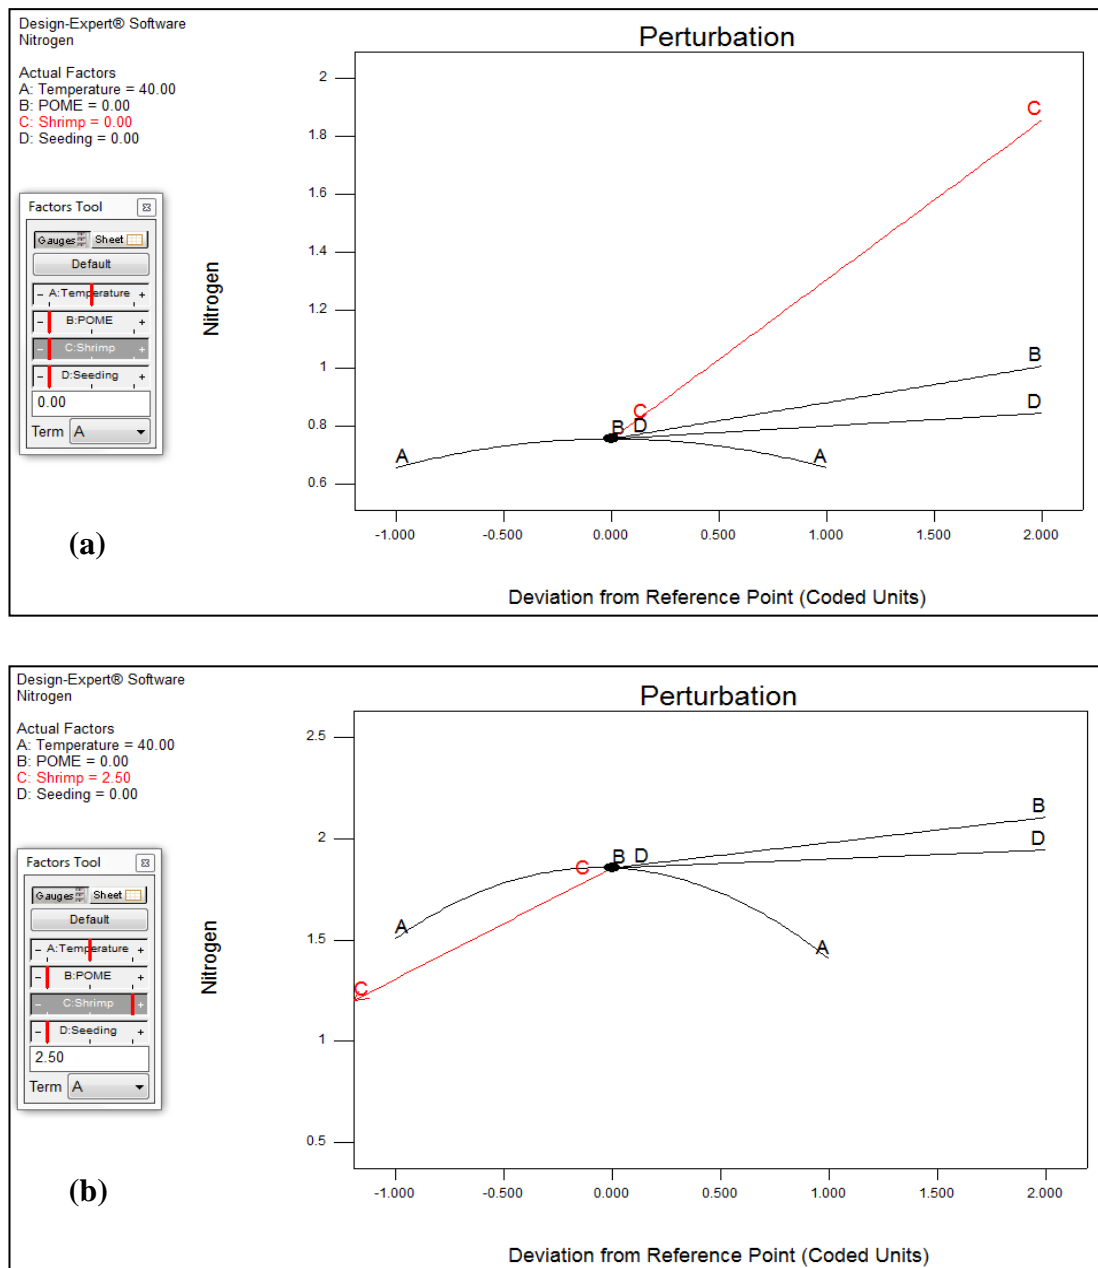 Design-Expert® Software
Nitrogen
Actual Factors
A: Temperature = 40.00
B: POME = 0.00
C: Shrimp = 0.00
D: Seeding = 0.00
Factors Tool
Gauges Sheet
Default
- A:Temperature +
- B:POME +
- C:Shrimp +
- D:Seeding +
0.00
Term A
(a)
Perturbation
Nitrogen
2
1.8
1.6
1.4
1.2
1
0.8
0.6
C
B
D
C
B D
A
A
-1.000 -0.500 0.000 0.500 1.000 1.500 2.000
Deviation from Reference Point (Coded Units)
Design-Expert® Software
Nitrogen
Actual Factors
A: Temperature = 40.00
B: POME = 0.00
C: Shrimp = 2.50
D: Seeding = 0.00
Factors Tool
Gauges Sheet
Default
- A:Temperature +
- B:POME +
- C:Shrimp +
- D:Seeding +
2.50
Term A
(b)
Perturbation
Nitrogen
2.5
2
1.5
1
0.5
B
D
C B D
A
A
C
-1.000 -0.500 0.000 0.500 1.000 1.500 2.000
Deviation from Reference Point (Coded Units)